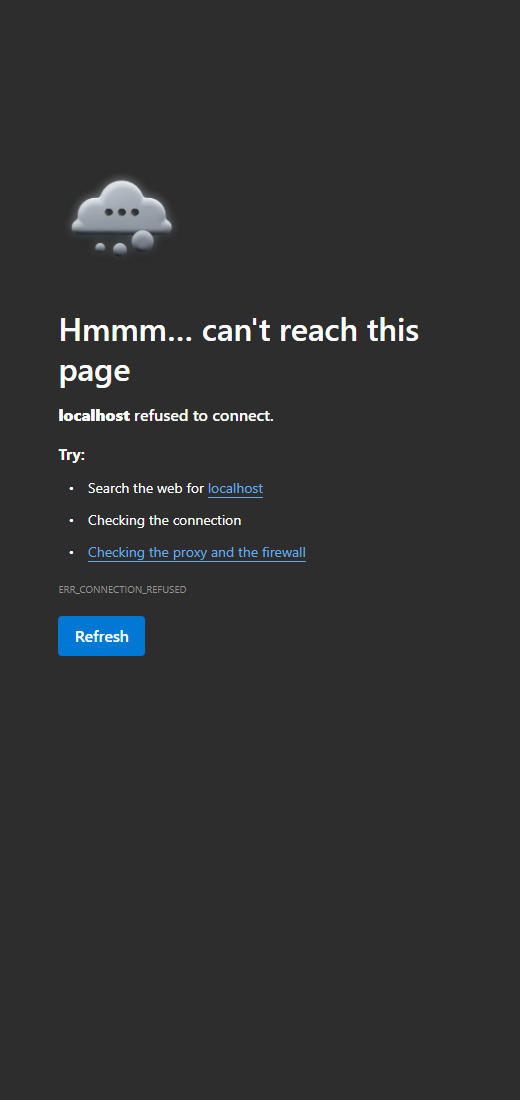 Hmmm... can't reach this
page
localhost refused to connect.
Try:
• Search the web for localhost
• Checking the connection
• Checking the proxy and the firewall
ERR_CONNECTION_REFUSED
Refresh